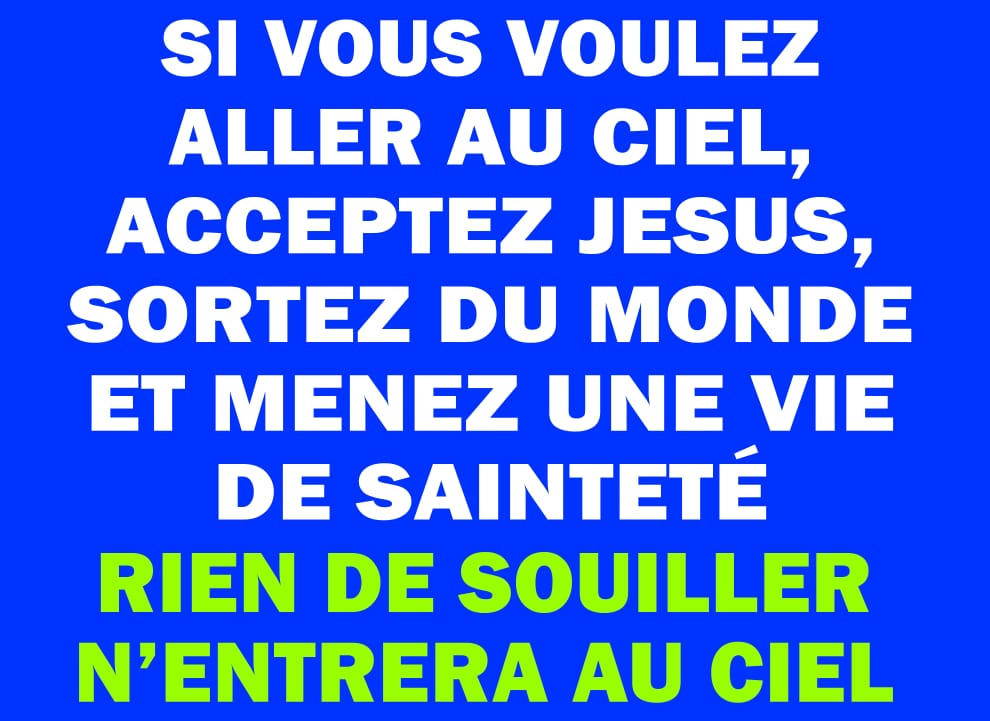 SI VOUS VOULEZ
ALLER AU CIEL,
ACCEPTEZ JESUS,
SORTEZ DU MONDE
ET MENEZ UNE VIE
DE SAINTETÉ
RIEN DE SOUILLER
N’ENTRERA AU CIEL